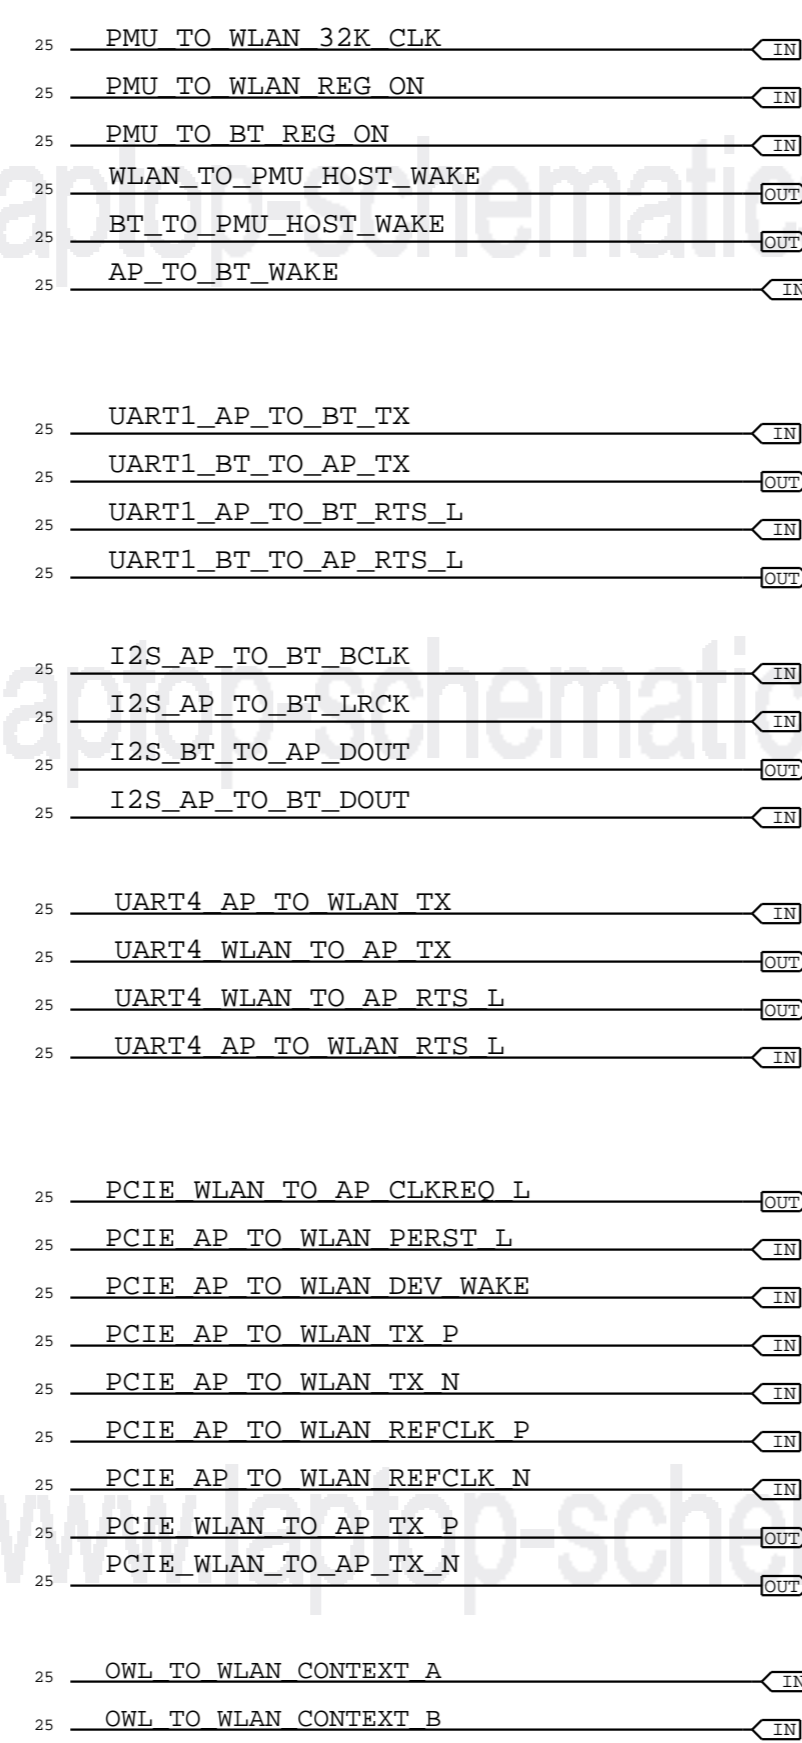 25 PMU_TO_WLAN_32K_CLK IN
25 PMU_TO_WLAN_REG_ON IN
25 PMU_TO_BT_REG_ON IN
25 WLAN_TO_PMU_HOST_WAKE OUT
25 BT_TO_PMU_HOST_WAKE OUT
25 AP_TO_BT_WAKE IN
25 UART1_AP_TO_BT_TX IN
25 UART1_BT_TO_AP_TX OUT
25 UART1_AP_TO_BT_RTS_L IN
25 UART1_BT_TO_AP_RTS_L OUT
25 I2S_AP_TO_BT_BCLK IN
25 I2S_AP_TO_BT_LRCK IN
25 I2S_BT_TO_AP_DOUT OUT
25 I2S_AP_TO_BT_DOUT IN
25 UART4_AP_TO_WLAN_TX IN
25 UART4_WLAN_TO_AP_TX OUT
25 UART4_WLAN_TO_AP_RTS_L OUT
25 UART4_AP_TO_WLAN_RTS_L IN
25 PCIE_WLAN_TO_AP_CLKREQ_L OUT
25 PCIE_AP_TO_WLAN_PERST_L IN
25 PCIE_AP_TO_WLAN_DEV_WAKE IN
25 PCIE_AP_TO_WLAN_TX_P IN
25 PCIE_AP_TO_WLAN_TX_N IN
25 PCIE_AP_TO_WLAN_REFCLK_P IN
25 PCIE_AP_TO_WLAN_REFCLK_N IN
25 PCIE_WLAN_TO_AP_TX_P OUT
25 PCIE_WLAN_TO_AP_TX_N OUT
25 OWL_TO_WLAN_CONTEXT_A IN
25 OWL_TO_WLAN_CONTEXT_B IN